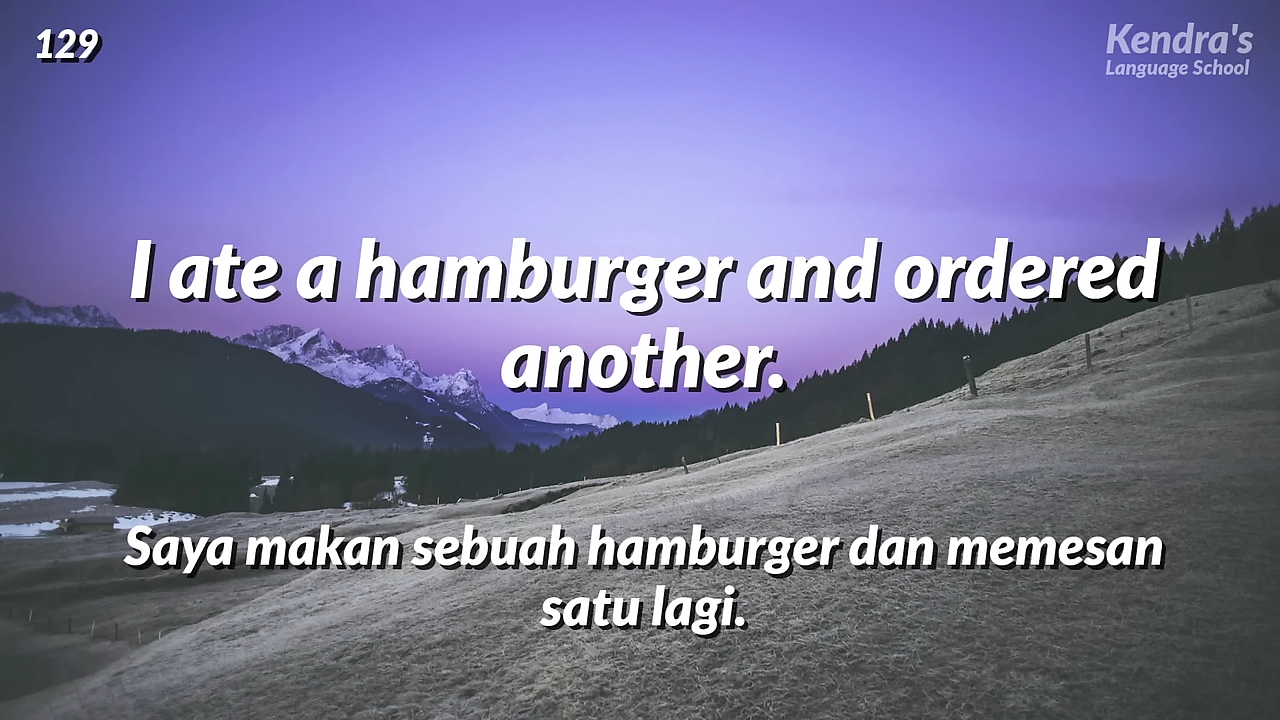 129
Kendra's
Language School
I ate a hamburger and ordered
another.
Saya makan sebuah hamburger dan memesan
satu lagi.